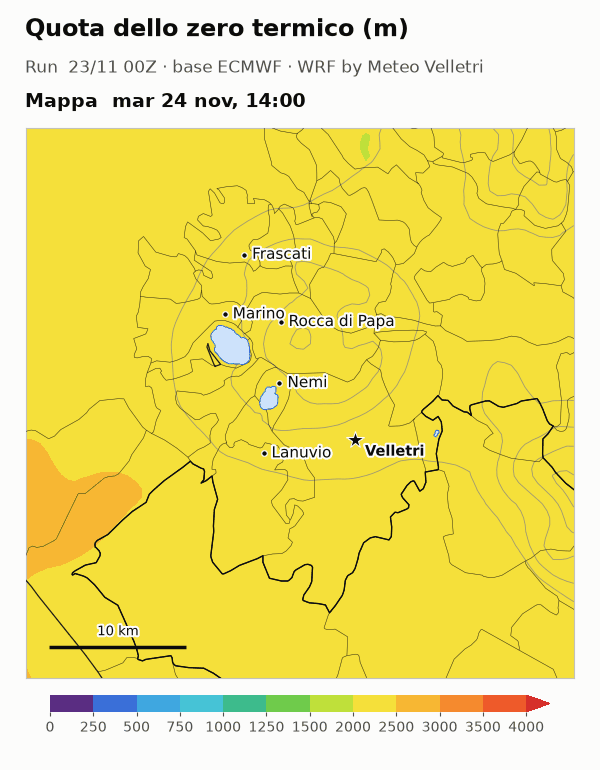 Quota dello zero termico (m)
Run 23/11 00Z · base ECMWF · WRF by Meteo Velletri
Mappa mar 24 nov, 14:00
Frascati
Marino
Rocca di Papa
Nemi
Velletri
Lanuvio
10 km
0 250 500 750 1000 1250 1500 2000 2500 3000 3500 4000